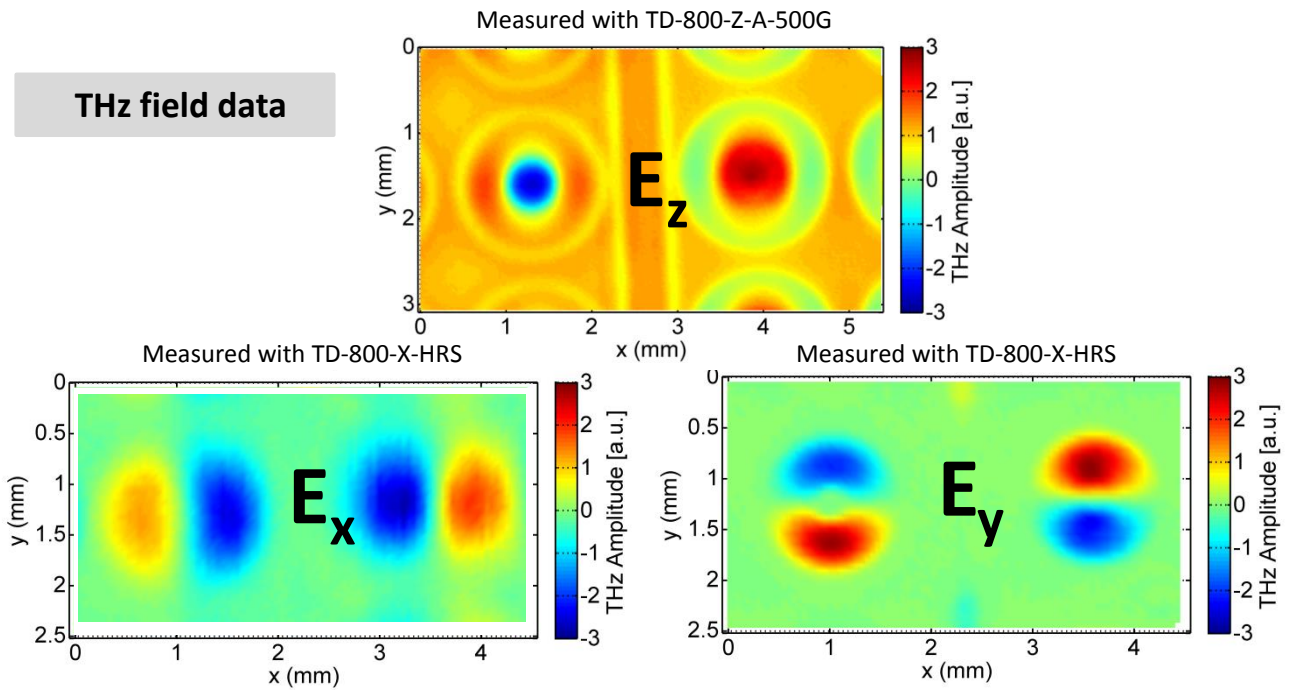 Measured with TD-800-Z-A-500G
THz field data
0
1
2
3
y (mm)
0
1
2
3
4
5
x (mm)
E
z
3
2
1
0
-1
-2
-3
THz Amplitude [a.u.]
Measured with TD-800-X-HRS
0
0.5
1
1.5
2
2.5
y (mm)
0
1
2
3
4
x (mm)
E
x
3
2
1
0
-1
-2
-3
THz Amplitude [a.u.]
Measured with TD-800-X-HRS
0
0.5
1
1.5
2
2.5
y (mm)
0
1
2
3
4
x (mm)
E
y
3
2
1
0
-1
-2
-3
THz Amplitude [a.u.]